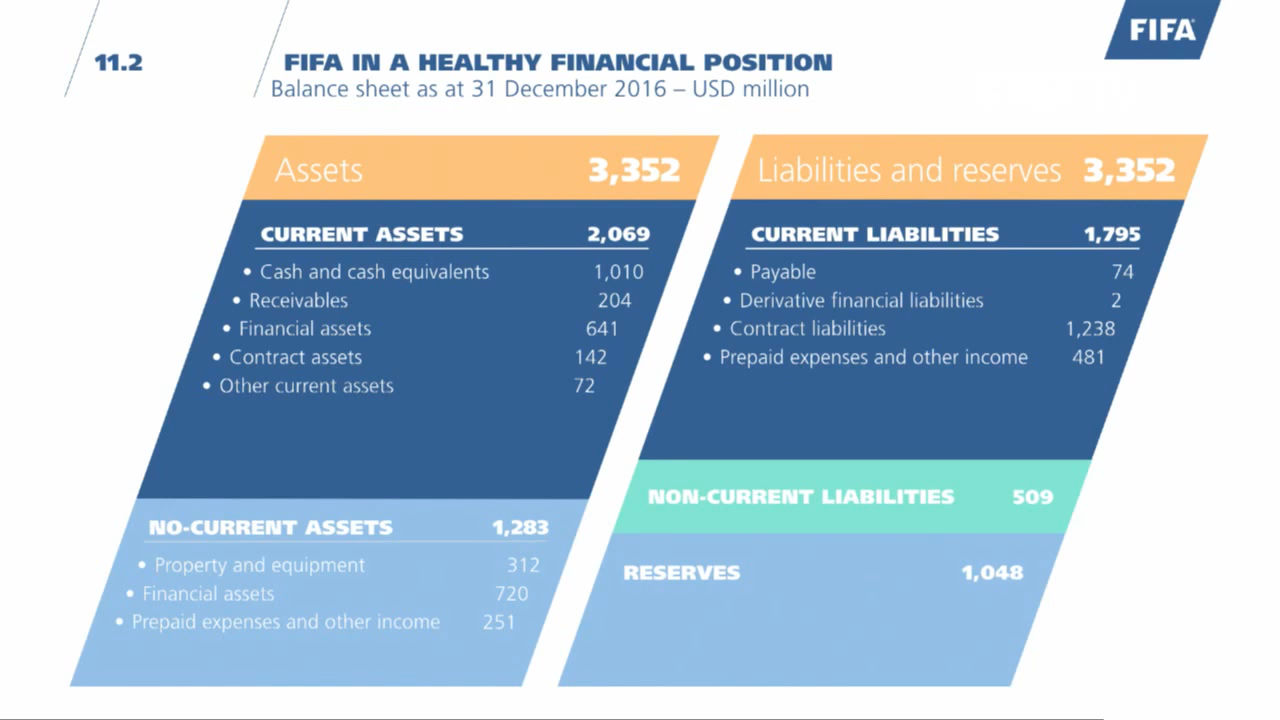 11.2
FIFA IN A HEALTHY FINANCIAL POSITION
Balance sheet as at 31 December 2016 – USD million
FIFA®
Assets 3,352
CURRENT ASSETS 2,069
• Cash and cash equivalents 1,010
• Receivables 204
• Financial assets 641
• Contract assets 142
• Other current assets 72
NO-CURRENT ASSETS 1,283
• Property and equipment 312
• Financial assets 720
• Prepaid expenses and other income 251
Liabilities and reserves 3,352
CURRENT LIABILITIES 1,795
• Payable 74
• Derivative financial liabilities 2
• Contract liabilities 1,238
• Prepaid expenses and other income 481
NON-CURRENT LIABILITIES 509
RESERVES 1,048